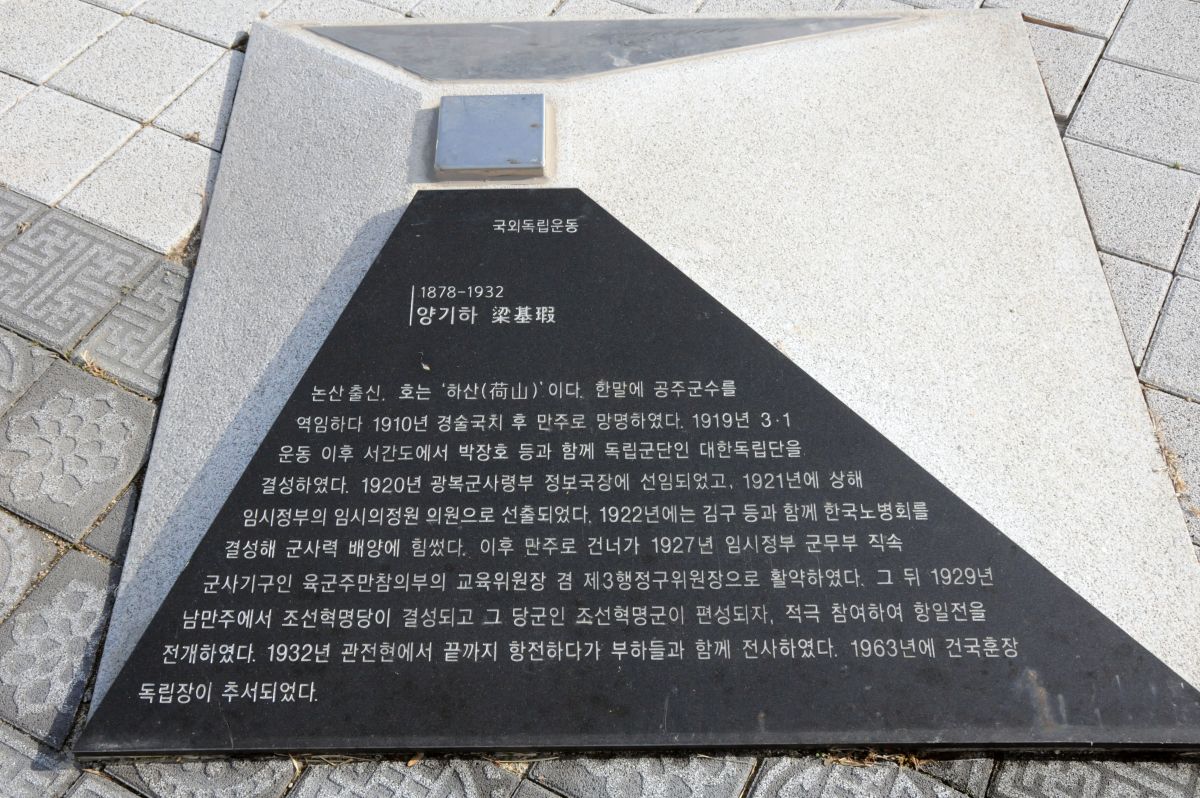 국외독립운동
1878-1932
양기하 梁基瑕
논산 출신. 호는 '하산(荷山)'이다. 한말에 공주군수를
역임하다 1910년 경술국치 후 만주로 망명하였다. 1919년 3·1
운동 이후 서간도에서 박장호 등과 함께 독립군단인 대한독립단을
결성하였다. 1920년 광복군사령부 정보국장에 선임되었고, 1921년에 상해
임시정부의 임시의정원 의원으로 선출되었다. 1922년에는 김구 등과 함께 한국노병회를
결성해 군사력 배양에 힘썼다. 이후 만주로 건너가 1927년 임시정부 군무부 직속
군사기구인 육군주만참의부의 교육위원장 겸 제3행정구위원장으로 활약하였다. 그 뒤 1929년
남만주에서 조선혁명당이 결성되고 그 당군인 조선혁명군이 편성되자, 적극 참여하여 항일전을
전개하였다. 1932년 관전현에서 끝까지 항전하다가 부하들과 함께 전사하였다. 1963년에 건국훈장
독립장이 추서되었다.